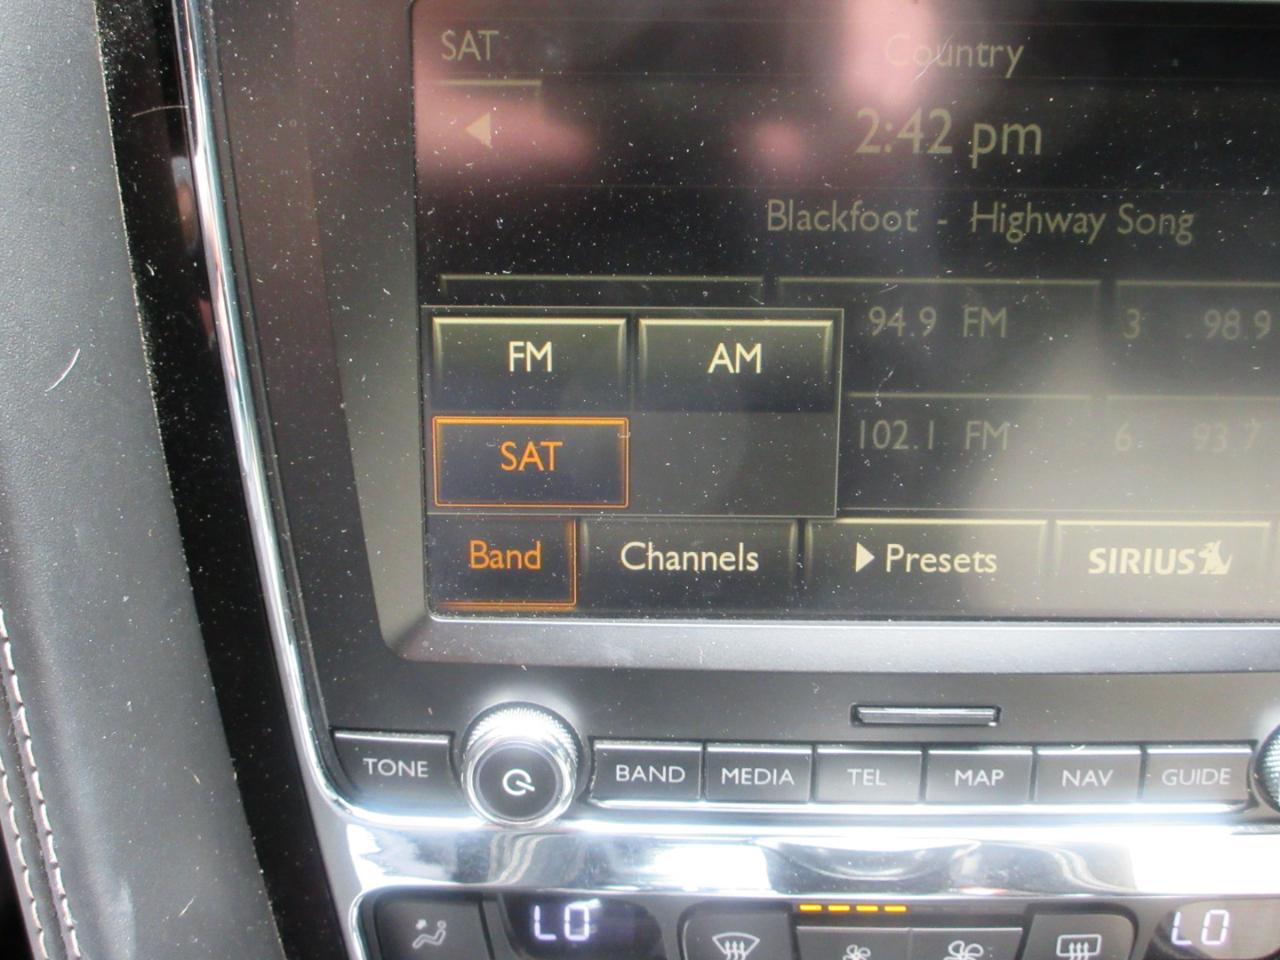 SAT
Country
2:42 pm
Blackfoot - Highway Song
94.9 FM 3 98.9
FM AM
102.1 FM 6 93.7
SAT
Band Channels Presets SIRIUS
TONE BAND MEDIA TEL MAP NAV GUIDE
LO LO